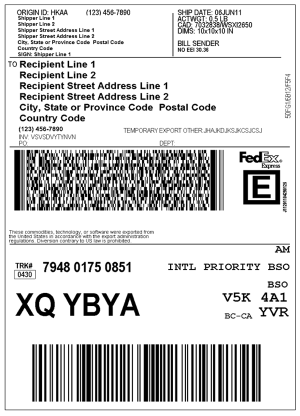 ORIGIN ID: HKAA (123) 456-7890
Shipper Line 1
Shipper Line 2
Shipper Street Address Line 1
Shipper Street Address Line 2
City, State or Province Code Postal Code
Country Code
SIGN: Shipper Line 1
SHIP DATE: 06JUN11
ACTWGT: 0.5 LB
CAD: 7032838/WSXI2650
DIMS: 10x10x10 IN
BILL SENDER
NO EEI 30.36
TO Recipient Line 1
Recipient Line 2
Recipient Street Address Line 1
Recipient Street Address Line 2
City, State or Province Code Postal Code
Country Code
(123) 456-7890
TEMPORARY EXPORT OTHER JHAJKDJKSJKCSJCSJ
INV: VSVSDVYTYNVN
PO: DEPT:
FedEx
Express
E
These commodities, technology, or software were exported from
the United States in accordance with the export administration
regulations. Diversion contrary to US law is prohibited.
AM
TRK# 7948 0175 0851
0430
INTL PRIORITY BSO
BSO
XQ YBYA
V5K 4A1
BC-CA YVR